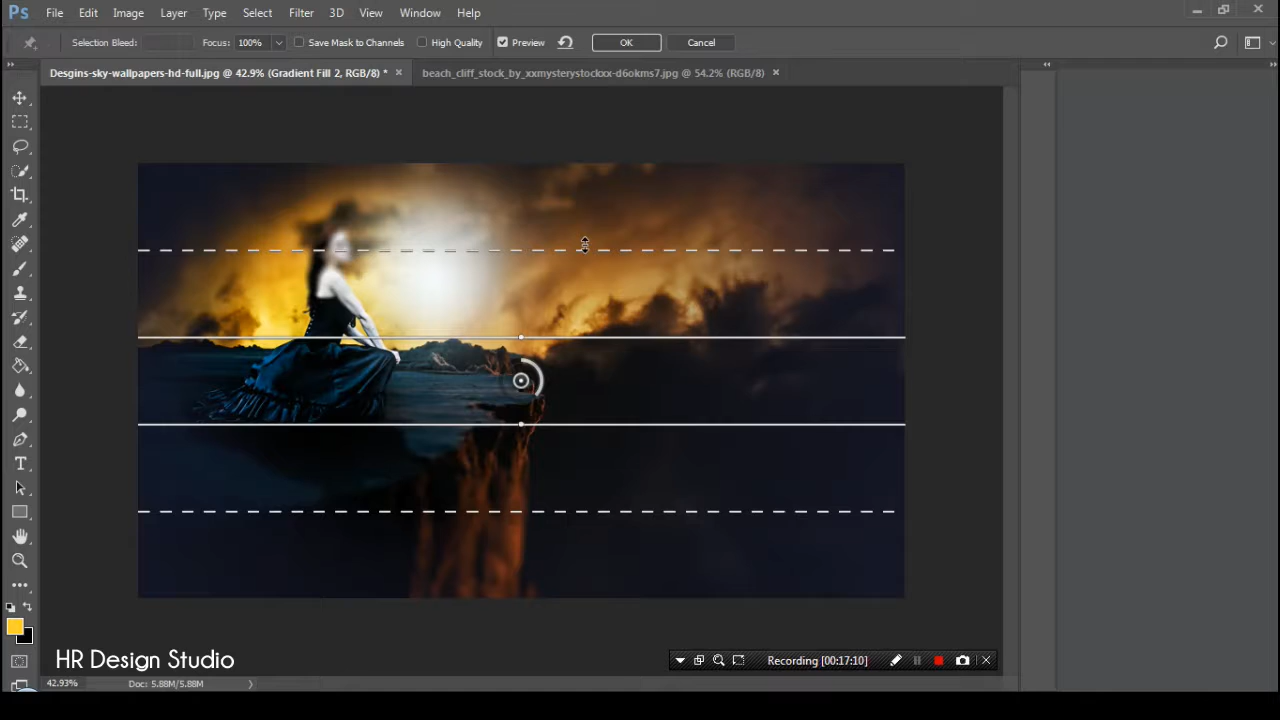 Ps File Edit Image Layer Type Select Filter 3D View Window Help
Selection Bleed: Focus: 100% Save Mask to Channels High Quality Preview OK Cancel
Desgins-sky-wallpapers-hd-full.jpg @ 42.9% (Gradient Fill 2, RGB/8) * beach_cliff_stock_by_xxmysterystockxx-d6okms7.jpg @ 54.2% (RGB/8)
T
HR Design Studio
Recording [00:17:10]
42.93% Doc: 5.88M/5.88M